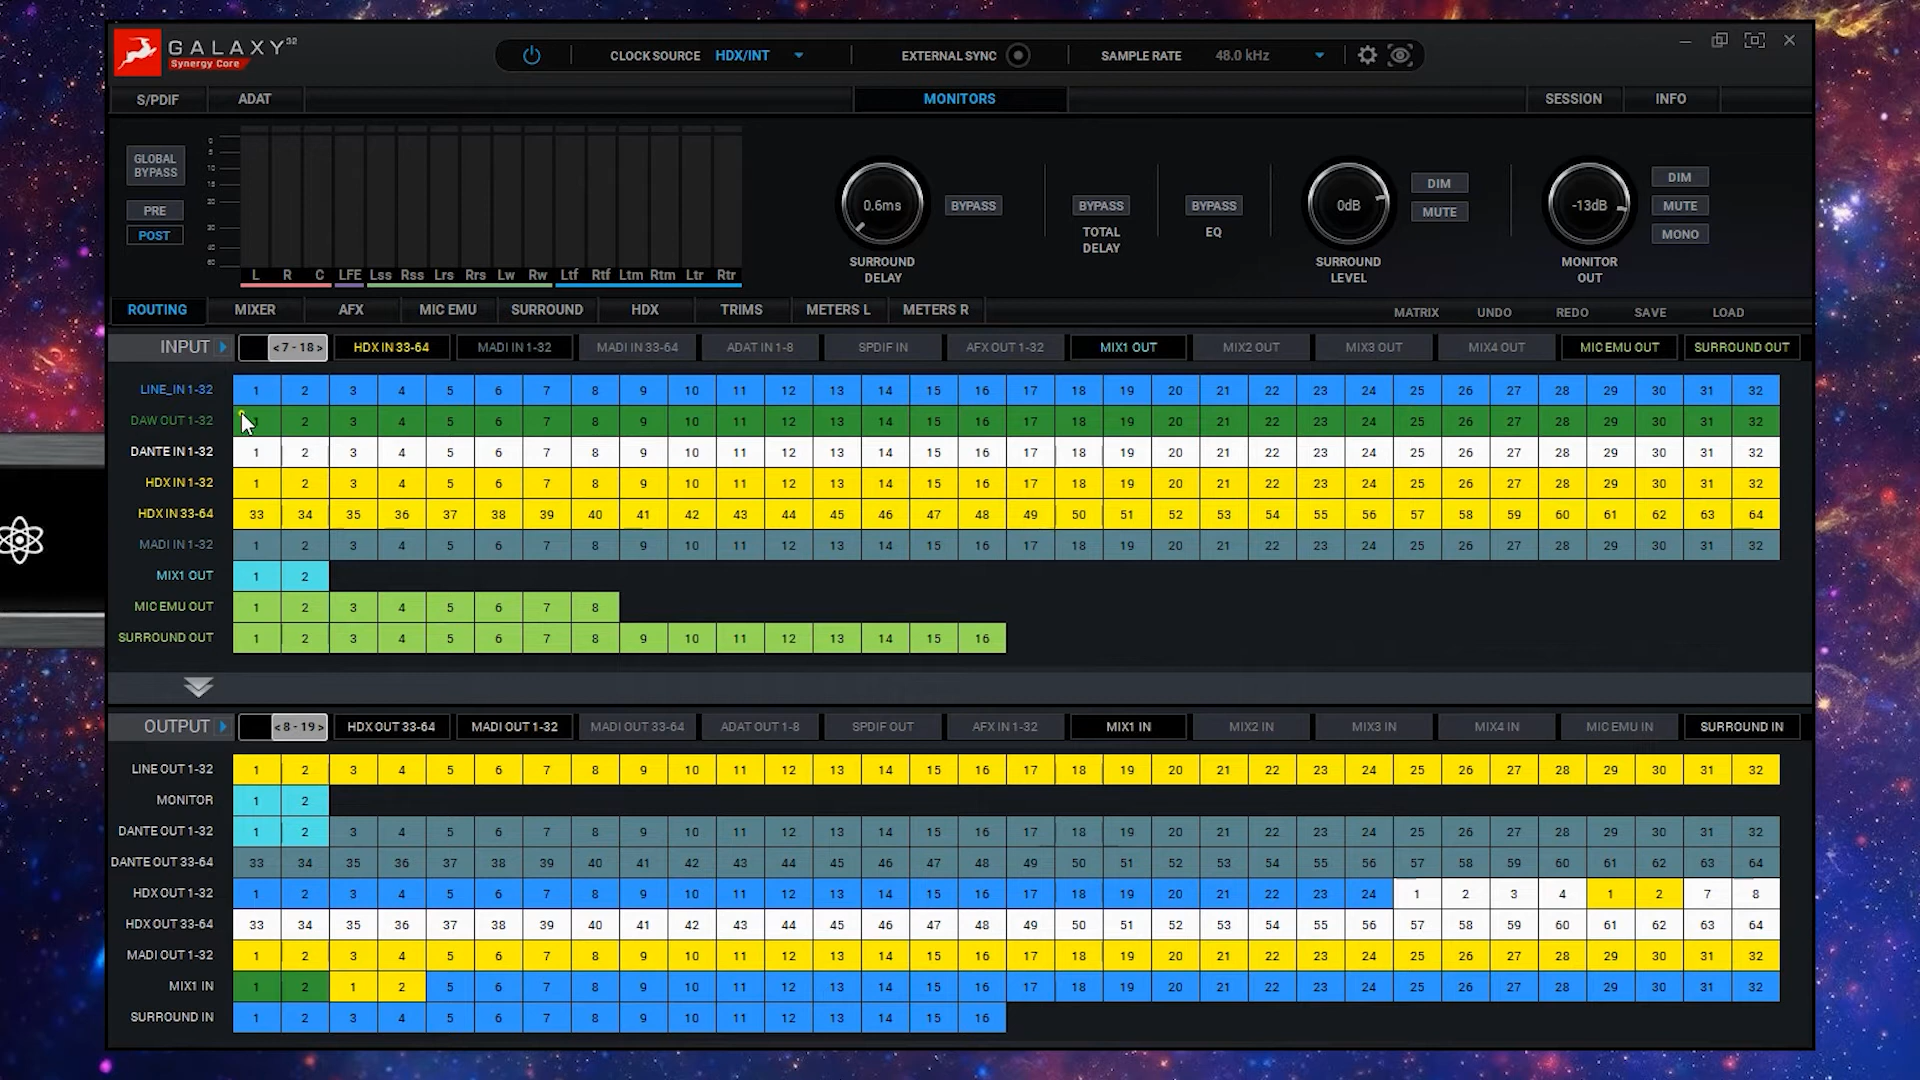 GALAXY 32
Synergy Core
CLOCK SOURCE HDX/INT
EXTERNAL SYNC
SAMPLE RATE 48.0 kHz
S/PDIF ADAT MONITORS SESSION INFO
GLOBAL BYPASS
PRE
POST
L R C LFE Lss Rss Lrs Rrs Lw Rw Ltf Rtf Ltm Rtm Ltr Rtr
0.6ms BYPASS
SURROUND DELAY
BYPASS
TOTAL DELAY
BYPASS
EQ
0dB DIM MUTE
SURROUND LEVEL
-13dB DIM MUTE MONO
MONITOR OUT
ROUTING MIXER AFX MIC EMU SURROUND HDX TRIMS METERS L METERS R MATRIX UNDO REDO SAVE LOAD
INPUT < 7 - 18 > HDX IN 33-64 MADI IN 1-32 MADI IN 33-64 ADAT IN 1-8 SPDIF IN AFX OUT 1-32 MIX1 OUT MIX2 OUT MIX3 OUT MIX4 OUT MIC EMU OUT SURROUND OUT
LINE_IN 1-32 1 2 3 4 5 6 7 8 9 10 11 12 13 14 15 16 17 18 19 20 21 22 23 24 25 26 27 28 29 30 31 32
DAW OUT 1-32 2 3 4 5 6 7 8 9 10 11 12 13 14 15 16 17 18 19 20 21 22 23 24 25 26 27 28 29 30 31 32
DANTE IN 1-32 1 2 3 4 5 6 7 8 9 10 11 12 13 14 15 16 17 18 19 20 21 22 23 24 25 26 27 28 29 30 31 32
HDX IN 1-32 1 2 3 4 5 6 7 8 9 10 11 12 13 14 15 16 17 18 19 20 21 22 23 24 25 26 27 28 29 30 31 32
HDX IN 33-64 33 34 35 36 37 38 39 40 41 42 43 44 45 46 47 48 49 50 51 52 53 54 55 56 57 58 59 60 61 62 63 64
MADI IN 1-32 1 2 3 4 5 6 7 8 9 10 11 12 13 14 15 16 17 18 19 20 21 22 23 24 25 26 27 28 29 30 31 32
MIX1 OUT 1 2
MIC EMU OUT 1 2 3 4 5 6 7 8
SURROUND OUT 1 2 3 4 5 6 7 8 9 10 11 12 13 14 15 16
OUTPUT < 8 - 19 > HDX OUT 33-64 MADI OUT 1-32 MADI OUT 33-64 ADAT OUT 1-8 SPDIF OUT AFX IN 1-32 MIX1 IN MIX2 IN MIX3 IN MIX4 IN MIC EMU IN SURROUND IN
LINE OUT 1-32 1 2 3 4 5 6 7 8 9 10 11 12 13 14 15 16 17 18 19 20 21 22 23 24 25 26 27 28 29 30 31 32
MONITOR 1 2
DANTE OUT 1-32 1 2 3 4 5 6 7 8 9 10 11 12 13 14 15 16 17 18 19 20 21 22 23 24 25 26 27 28 29 30 31 32
DANTE OUT 33-64 33 34 35 36 37 38 39 40 41 42 43 44 45 46 47 48 49 50 51 52 53 54 55 56 57 58 59 60 61 62 63 64
HDX OUT 1-32 1 2 3 4 5 6 7 8 9 10 11 12 13 14 15 16 17 18 19 20 21 22 23 24 1 2 3 4 1 2 7 8
HDX OUT 33-64 33 34 35 36 37 38 39 40 41 42 43 44 45 46 47 48 49 50 51 52 53 54 55 56 57 58 59 60 61 62 63 64
MADI OUT 1-32 1 2 3 4 5 6 7 8 9 10 11 12 13 14 15 16 17 18 19 20 21 22 23 24 25 26 27 28 29 30 31 32
MIX1 IN 1 2 1 2 5 6 7 8 9 10 11 12 13 14 15 16 17 18 19 20 21 22 23 24 25 26 27 28 29 30 31 32
SURROUND IN 1 2 3 4 5 6 7 8 9 10 11 12 13 14 15 16